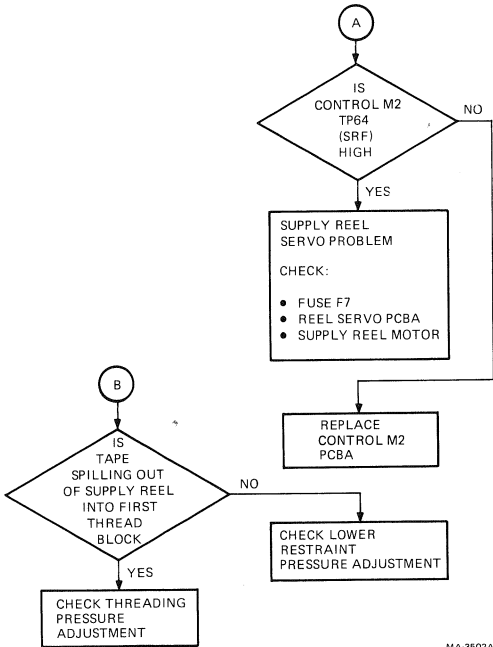 A
IS
CONTROL M2
TP64
(SRF)
HIGH
NO
YES
SUPPLY REEL
SERVO PROBLEM
CHECK:
● FUSE F7
● REEL SERVO PCBA
● SUPPLY REEL MOTOR
REPLACE
CONTROL M2
PCBA
B
IS
TAPE
SPILLING OUT
OF SUPPLY REEL
INTO FIRST
THREAD
BLOCK
NO
CHECK LOWER
RESTRAINT
PRESSURE ADJUSTMENT
YES
CHECK THREADING
PRESSURE
ADJUSTMENT
MA-3502A